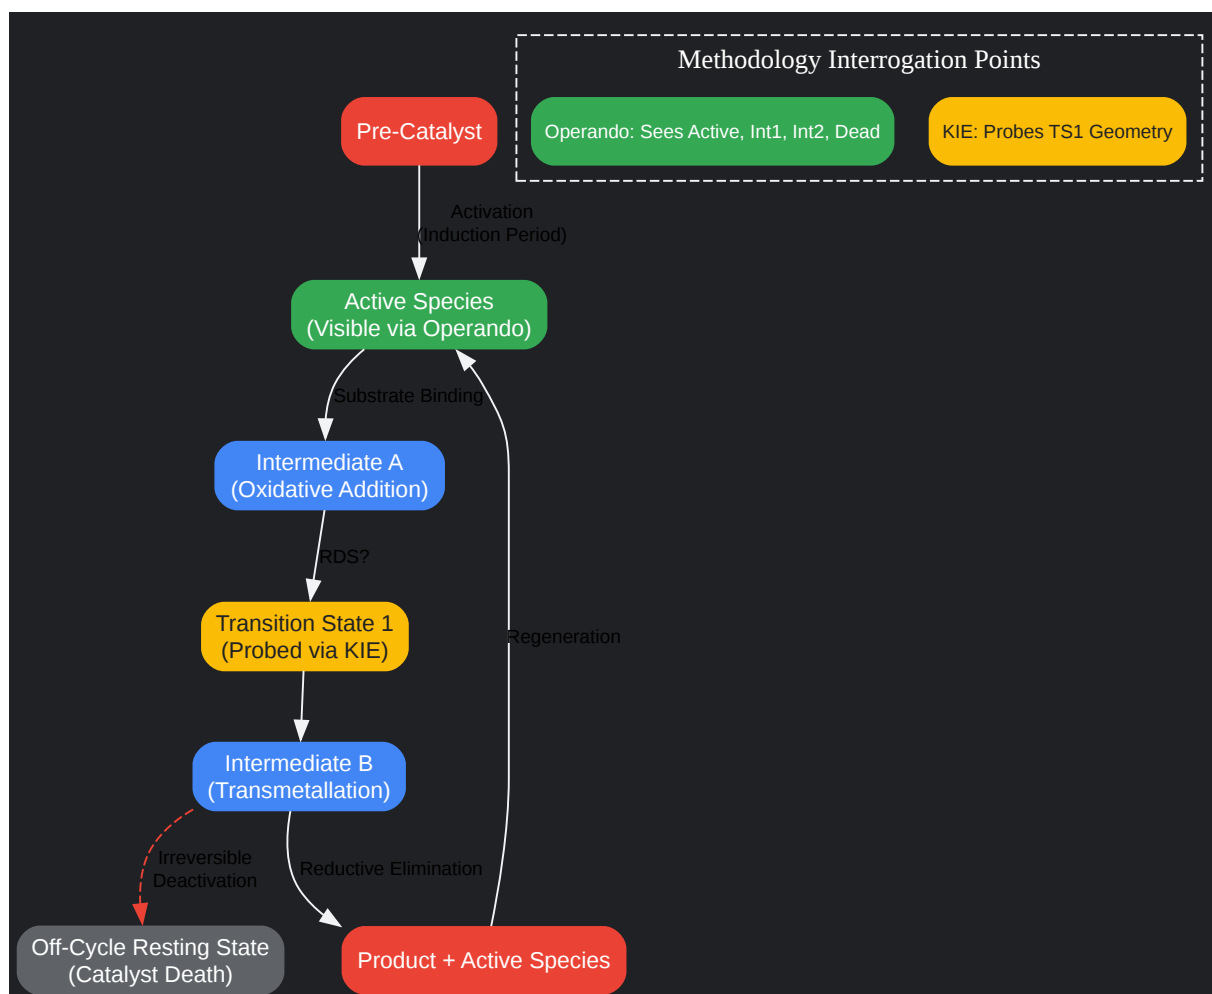 Methodology Interrogation Points
Pre-Catalyst
Operando: Sees Active, Int1, Int2, Dead
KIE: Probes TS1 Geometry
Activation
(Induction Period)
Active Species
(Visible via Operando)
Substrate Binding
Intermediate A
(Oxidative Addition)
RDS?
Transition State 1
(Probed via KIE)
Regeneration
Intermediate B
(Transmetallation)
Irreversible
Deactivation
Reductive Elimination
Off-Cycle Resting State
(Catalyst Death)
Product + Active Species